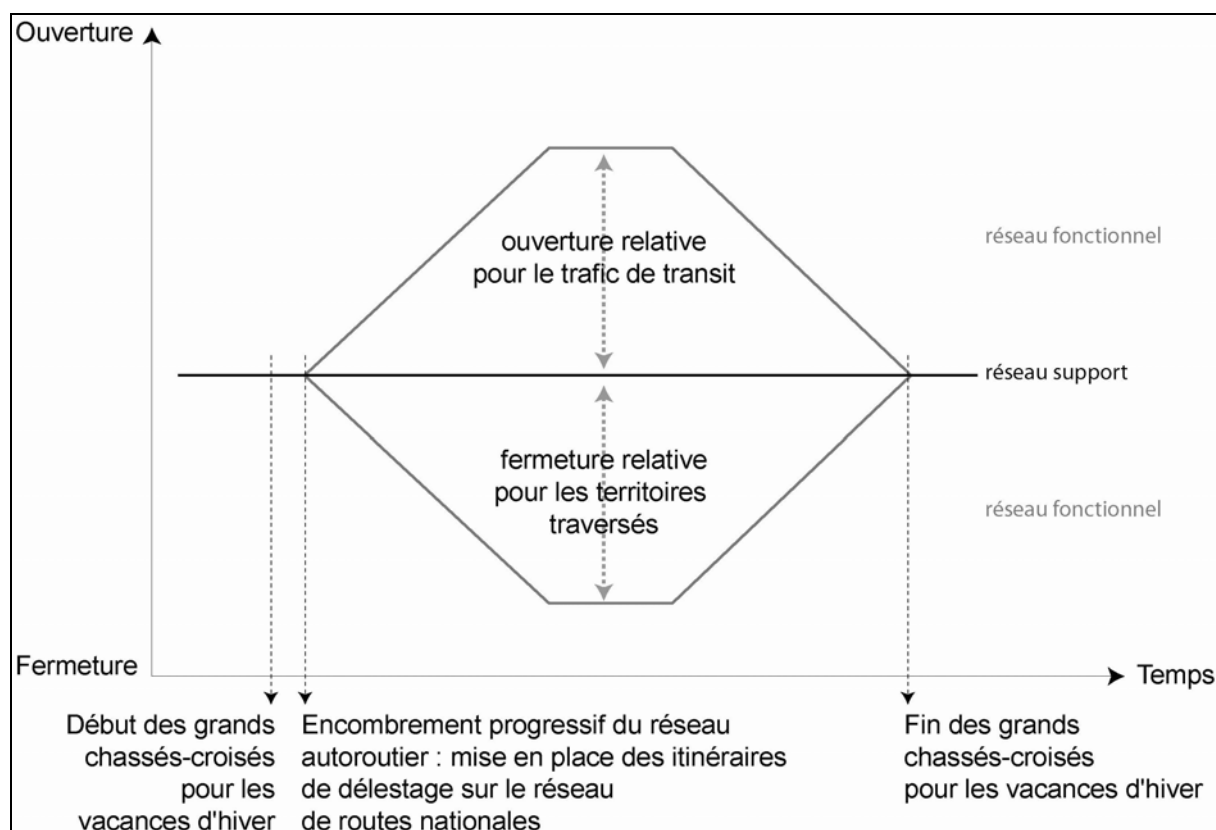 Ouverture
ouverture relative
pour le trafic de transit
réseau fonctionnel
réseau support
fermeture relative
pour les territoires
traversés
réseau fonctionnel
Fermeture
Temps
Début des grands
chassés-croisés
pour les
vacances d'hiver
Encombrement progressif du réseau
autoroutier : mise en place des itinéraires
de délestage sur le réseau
de routes nationales
Fin des grands
chassés-croisés
pour les vacances d'hiver